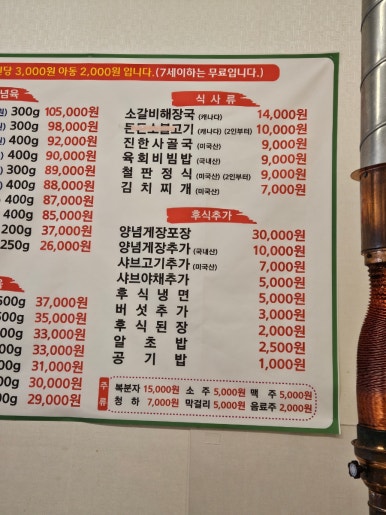 당 3,000원 아동 2,000원 입니다.(7세이하는 무료입니다.)
300g 105,000원
300g 98,000원
400g 92,000원
400g 90,000원
300g 89,000원
400g 88,000원
400g 87,000원
400g 85,000원
200g 37,000원
250g 26,000원
00g 37,000원
00g 35,000원
00g 33,000원
00g 33,000원
00g 31,000원
00g 30,000원
0g 29,000원
식사류
소갈비해장국 (캐나다) 14,000원
고기 (캐나다) (2인부터) 10,000원
진한사골국 (미국산) 9,000원
육회비빔밥 (국내산) 9,000원
철판정식 (미국산) (2인부터) 9,000원
김치찌개 (미국산) 7,000원
후식추가
양념게장포장 30,000원
양념게장추가 (국내산) 10,000원
샤브고기추가 (미국산) 7,000원
샤브야채추가 5,000원
후식냉면 5,000원
버섯추가 3,000원
후식된장 2,000원
알초밥 2,500원
공기밥 1,000원
주류
복분자 15,000원 소주 5,000원 맥주 5,000원
청하 7,000원 막걸리 5,000원 음료주 2,000원